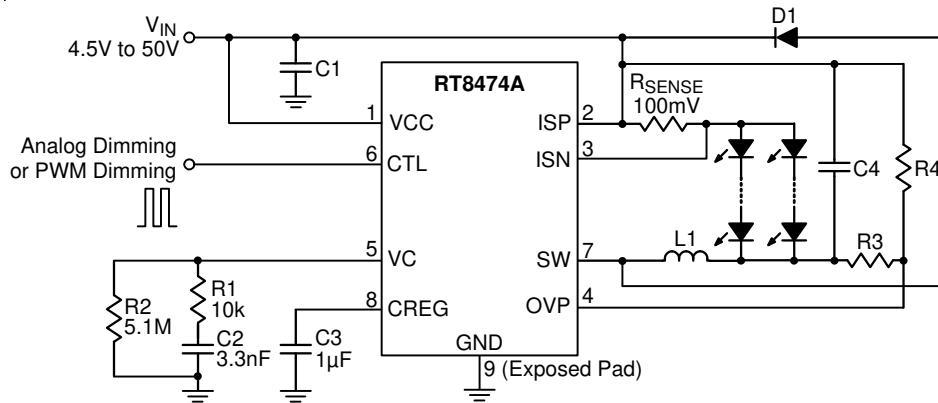 D1
V_IN
4.5V to 50V
C1
RT8474A
R_SENSE
100mV
1
VCC
ISP
2
Analog Dimming
or PWM Dimming
6
CTL
ISN
3
C4
R4
5
VC
SW
7
L1
R3
R2
5.1M
R1
10k
8
CREG
OVP
4
C2
3.3nF
C3
1µF
GND
9 (Exposed Pad)